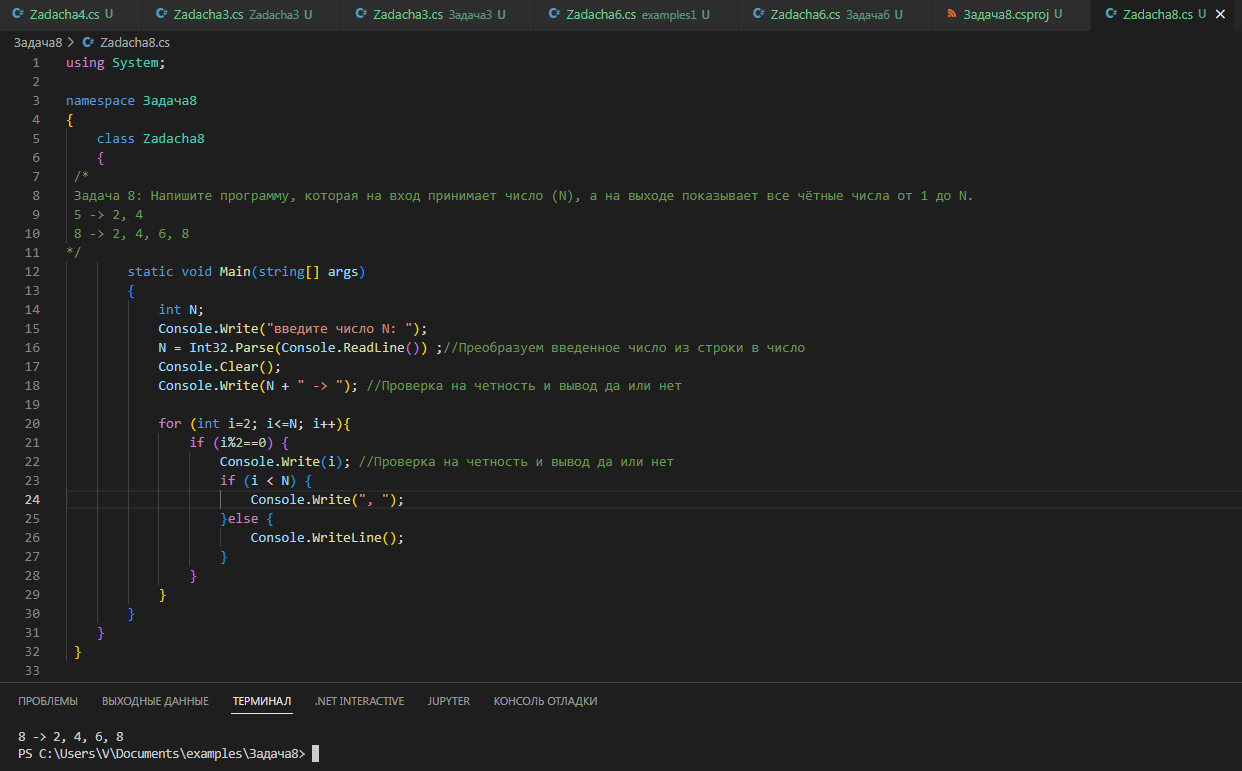 C# Zadacha4.cs U C# Zadacha3.cs Zadacha3 U C# Zadacha3.cs Задача3 U C# Zadacha6.cs examples1 U C# Zadacha6.cs Задача6 U Задача8.csproj U C# Zadacha8.cs U ×
Задача8 > C# Zadacha8.cs
1 using System;
2
3 namespace Задача8
4 {
5 class Zadacha8
6 {
7 /*
8 Задача 8: Напишите программу, которая на вход принимает число (N), а на выходе показывает все чётные числа от 1 до N.
9 5 -> 2, 4
10 8 -> 2, 4, 6, 8
11 */
12 static void Main(string[] args)
13 {
14 int N;
15 Console.Write("введите число N: ");
16 N = Int32.Parse(Console.ReadLine()) ;//Преобразуем введенное число из строки в число
17 Console.Clear();
18 Console.Write(N + " -> "); //Проверка на четность и вывод да или нет
19
20 for (int i=2; i<=N; i++){
21 if (i%2==0) {
22 Console.Write(i); //Проверка на четность и вывод да или нет
23 if (i < N) {
24 Console.Write(", ");
25 }else {
26 Console.WriteLine();
27 }
28 }
29 }
30 }
31 }
32 }
33
ПРОБЛЕМЫ ВЫХОДНЫЕ ДАННЫЕ ТЕРМИНАЛ .NET INTERACTIVE JUPYTER КОНСОЛЬ ОТЛАДКИ
8 -> 2, 4, 6, 8
PS C:\Users\V\Documents\examples\Задача8>